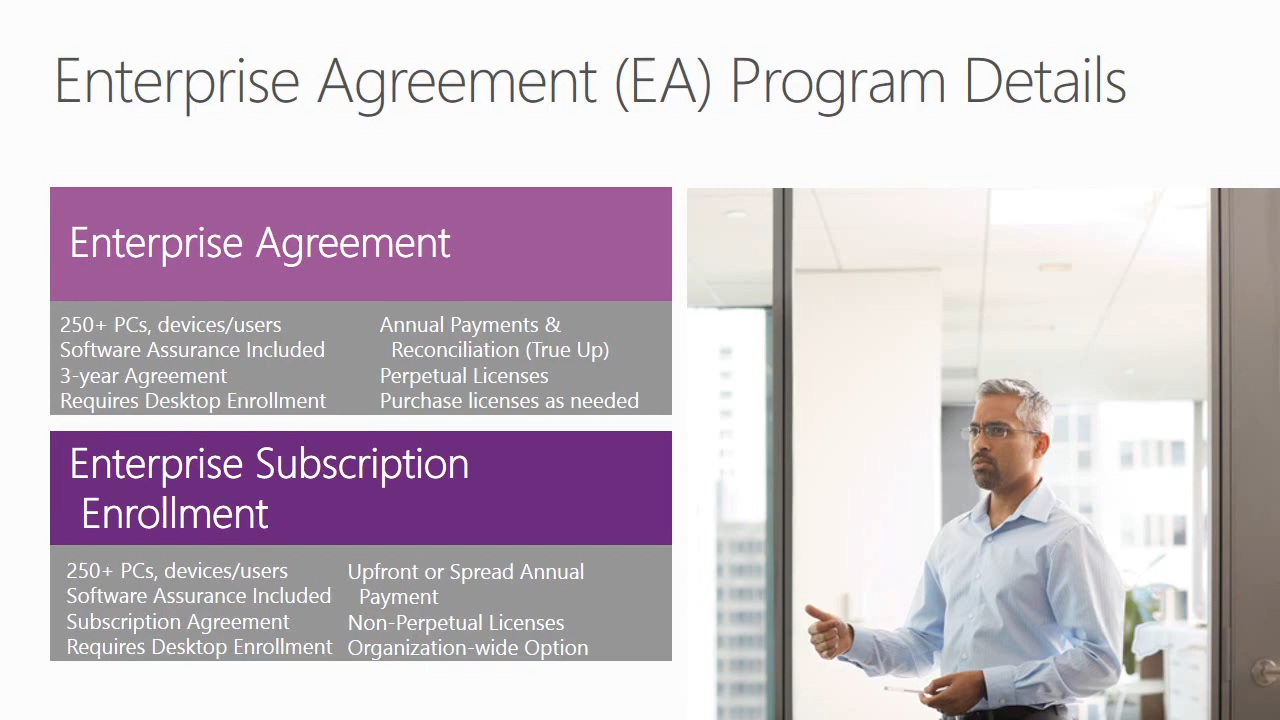 Enterprise Agreement (EA) Program Details
Enterprise Agreement
250+ PCs, devices/users
Software Assurance Included
3-year Agreement
Requires Desktop Enrollment
Annual Payments &
Reconciliation (True Up)
Perpetual Licenses
Purchase licenses as needed
Enterprise Subscription
Enrollment
250+ PCs, devices/users
Software Assurance Included
Subscription Agreement
Requires Desktop Enrollment
Upfront or Spread Annual
Payment
Non-Perpetual Licenses
Organization-wide Option